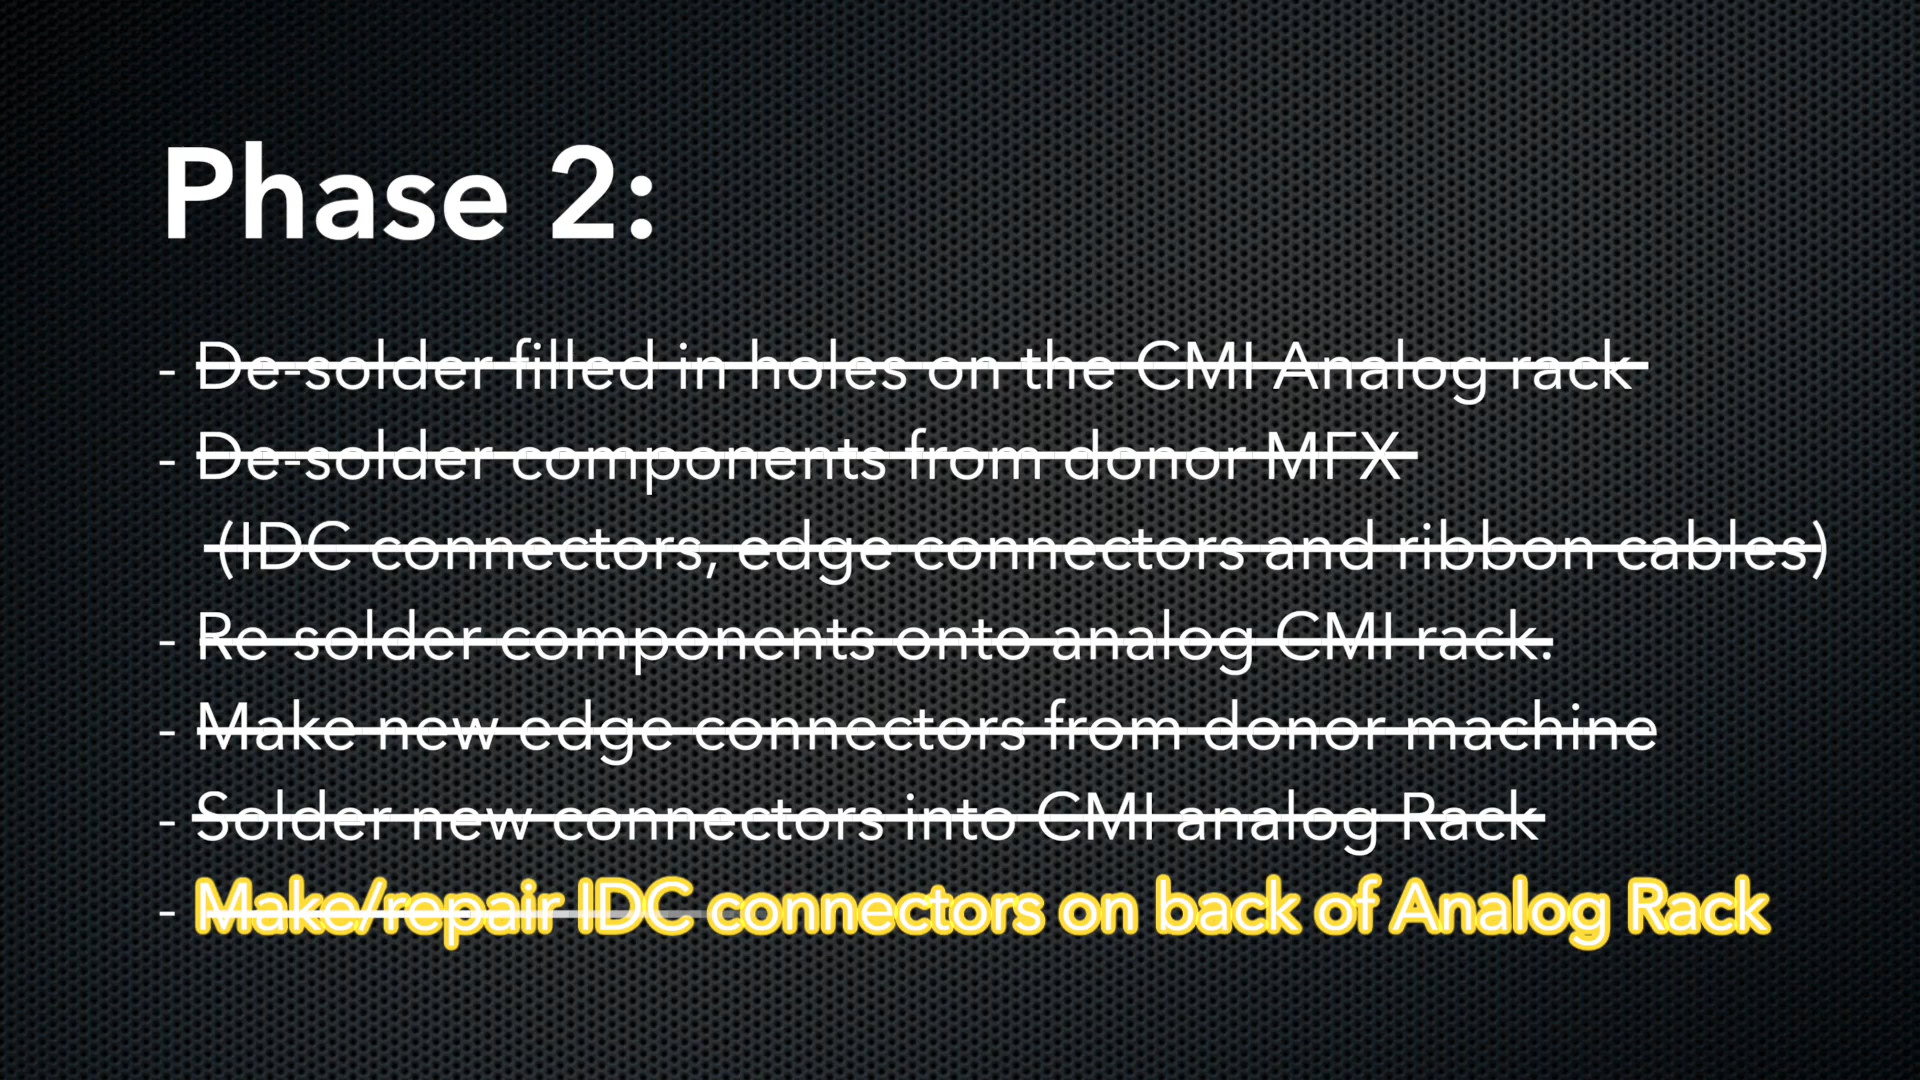 Phase 2:
- De-solder filled in holes on the CMI Analog rack
- De-solder components from donor MFX
(IDC connectors, edge connectors and ribbon cables)
- Re-solder components onto analog CMI rack.
- Make new edge connectors from donor machine
- Solder new connectors into CMI analog Rack
- Make/repair IDC connectors on back of Analog Rack